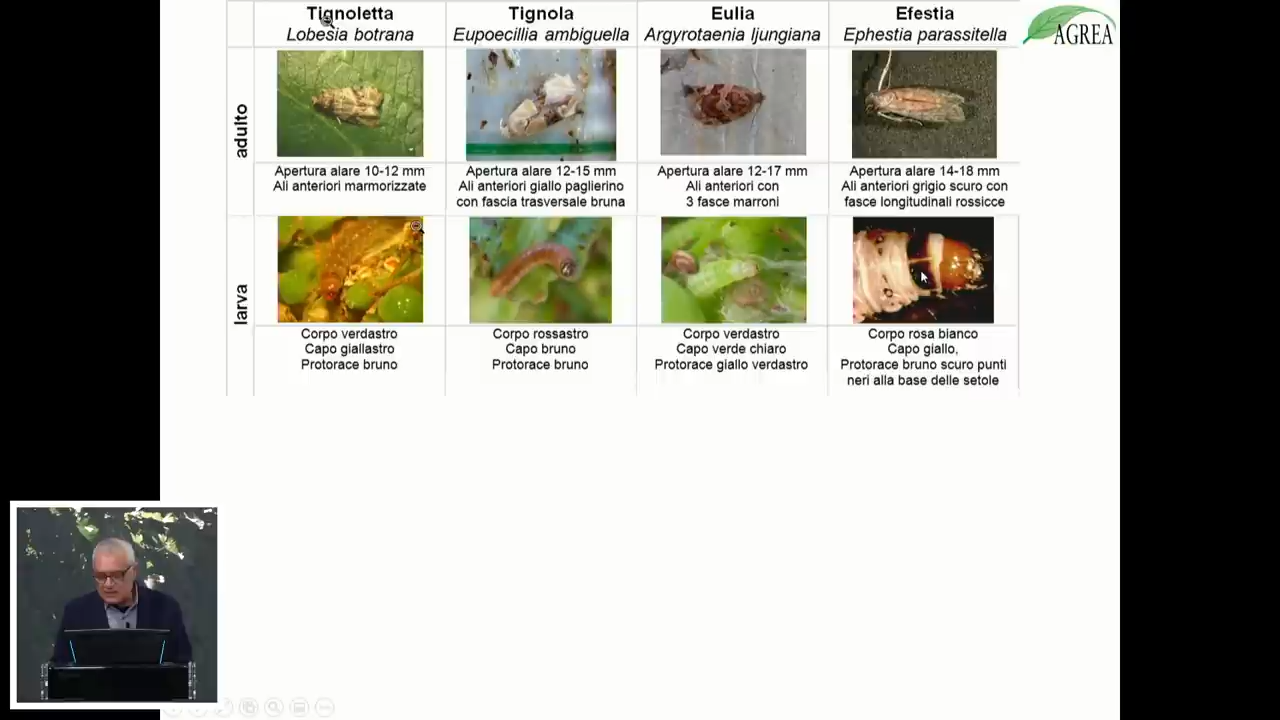 Tignoletta
Lobesia botrana
Tignola
Eupoecillia ambiguella
Eulia
Argyrotaenia ljungiana
Efestia
Ephestia parassitella
AGREA
adulto
Apertura alare 10-12 mm
Ali anteriori marmorizzate
Apertura alare 12-15 mm
Ali anteriori giallo paglierino
con fascia trasversale bruna
Apertura alare 12-17 mm
Ali anteriori con
3 fasce marroni
Apertura alare 14-18 mm
Ali anteriori grigio scuro con
fasce longitudinali rossicce
larva
Corpo verdastro
Capo giallastro
Protorace bruno
Corpo rossastro
Capo bruno
Protorace bruno
Corpo verdastro
Capo verde chiaro
Protorace giallo verdastro
Corpo rosa bianco
Capo giallo,
Protorace bruno scuro punti
neri alla base delle setole